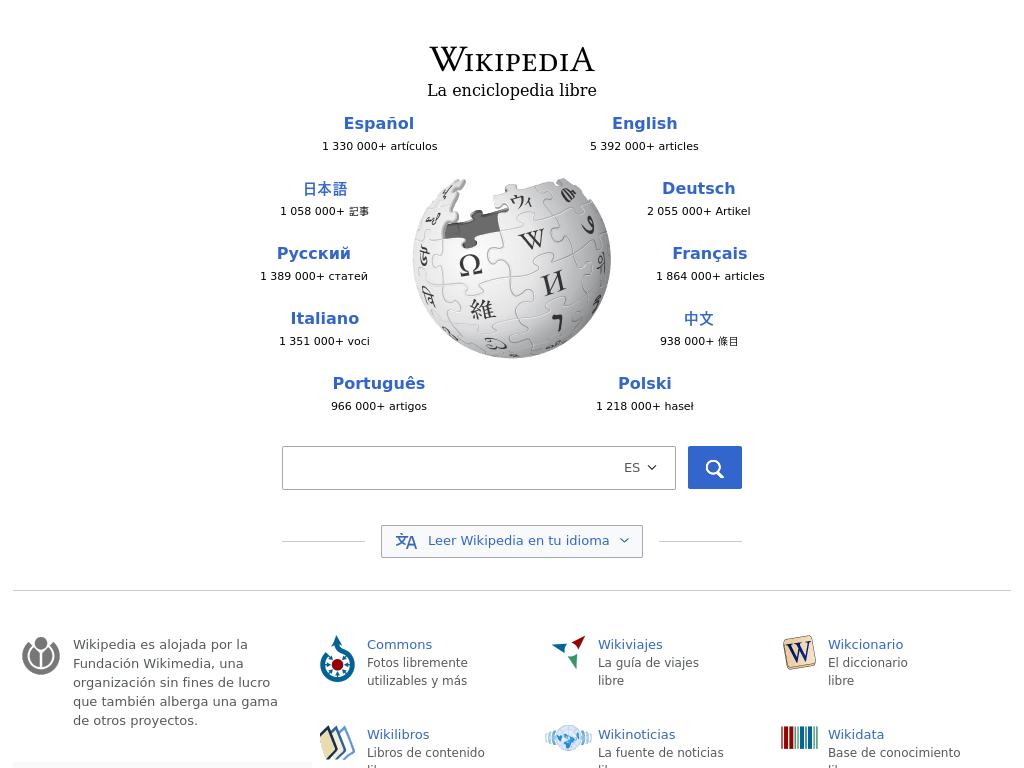 WIKIPEDIA
La enciclopedia libre
Español
1 330 000+ artículos
English
5 392 000+ articles
日本語
1 058 000+ 記事
Deutsch
2 055 000+ Artikel
Русский
1 389 000+ статей
Français
1 864 000+ articles
Italiano
1 351 000+ voci
中文
938 000+ 條目
Português
966 000+ artigos
Polski
1 218 000+ haseł
Ω
W
ウィ
維
И
ES
Leer Wikipedia en tu idioma
Wikipedia es alojada por la
Fundación Wikimedia, una
organización sin fines de lucro
que también alberga una gama
de otros proyectos.
Commons
Fotos libremente
utilizables y más
Wikiviajes
La guía de viajes
libre
W
Wikcionario
El diccionario
libre
Wikilibros
Libros de contenido
Wikinoticias
La fuente de noticias
Wikidata
Base de conocimiento